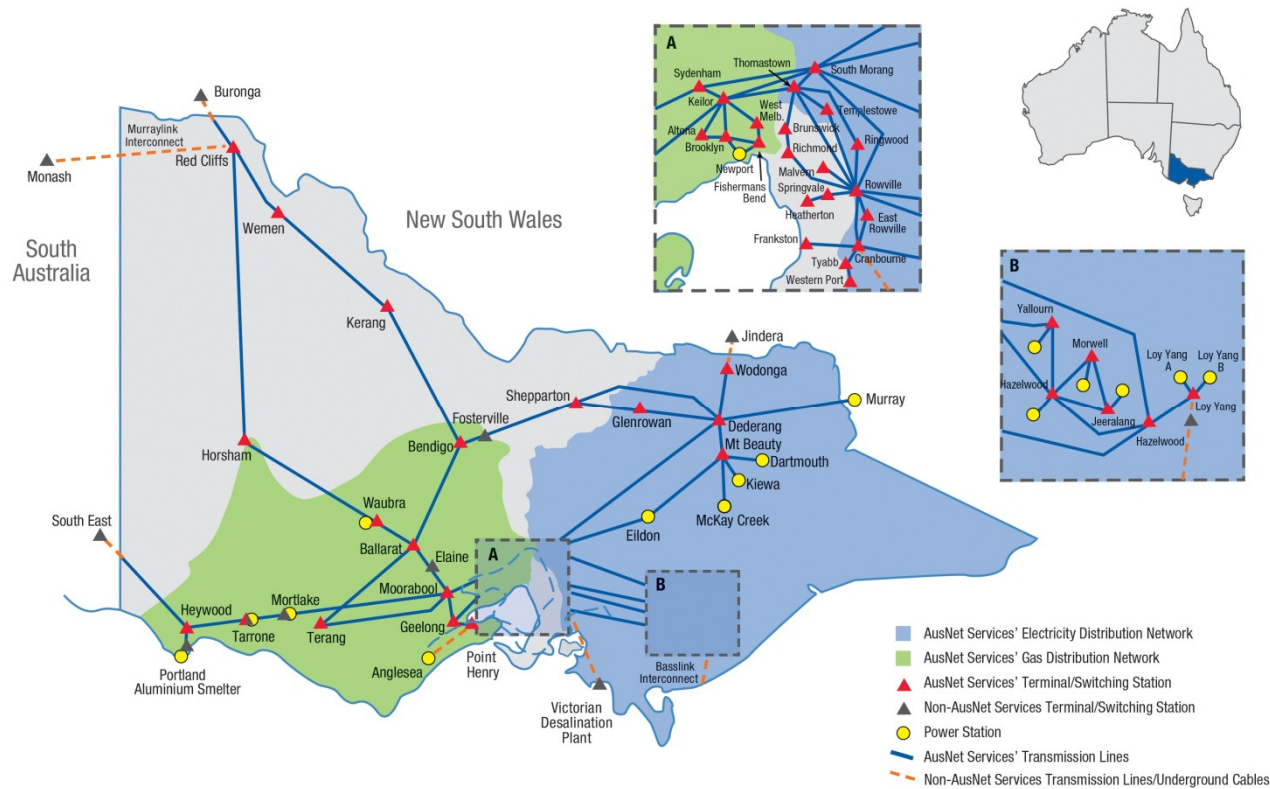 Buronga
Murraylink
Interconnect
Red Cliffs
Monash
Wemen
New South Wales
South
Australia
Kerang
Horsham
Bendigo
Fosterville
Shepparton
Glenrowan
Jindera
Wodonga
Dederang
Murray
Mt Beauty
Dartmouth
Kiewa
McKay Creek
Eildon
Waubra
Ballarat
Elaine
Moorabool
South East
Heywood
Tarrone
Mortlake
Terang
Geelong
Portland
Aluminium Smelter
Anglesea
Point
Henry
A
B
Basslink
Interconnect
Victorian
Desalination
Plant
A
Thomastown
South Morang
Sydenham
Keilor
West
Melb.
Templestowe
Altona
Brooklyn
Brunswick
Richmond
Ringwood
Newport
Fishermans
Bend
Malvern
Springvale
Heatherton
Rowville
East
Rowville
Frankston
Cranbourne
Tyabb
Western Port
B
Yallourn
Morwell
Loy Yang
A
Loy Yang
B
Hazelwood
Jeeralang
Loy Yang
Hazelwood
AusNet Services' Electricity Distribution Network
AusNet Services' Gas Distribution Network
AusNet Services' Terminal/Switching Station
Non-AusNet Services Terminal/Switching Station
Power Station
AusNet Services' Transmission Lines
Non-AusNet Services Transmission Lines/Underground Cables